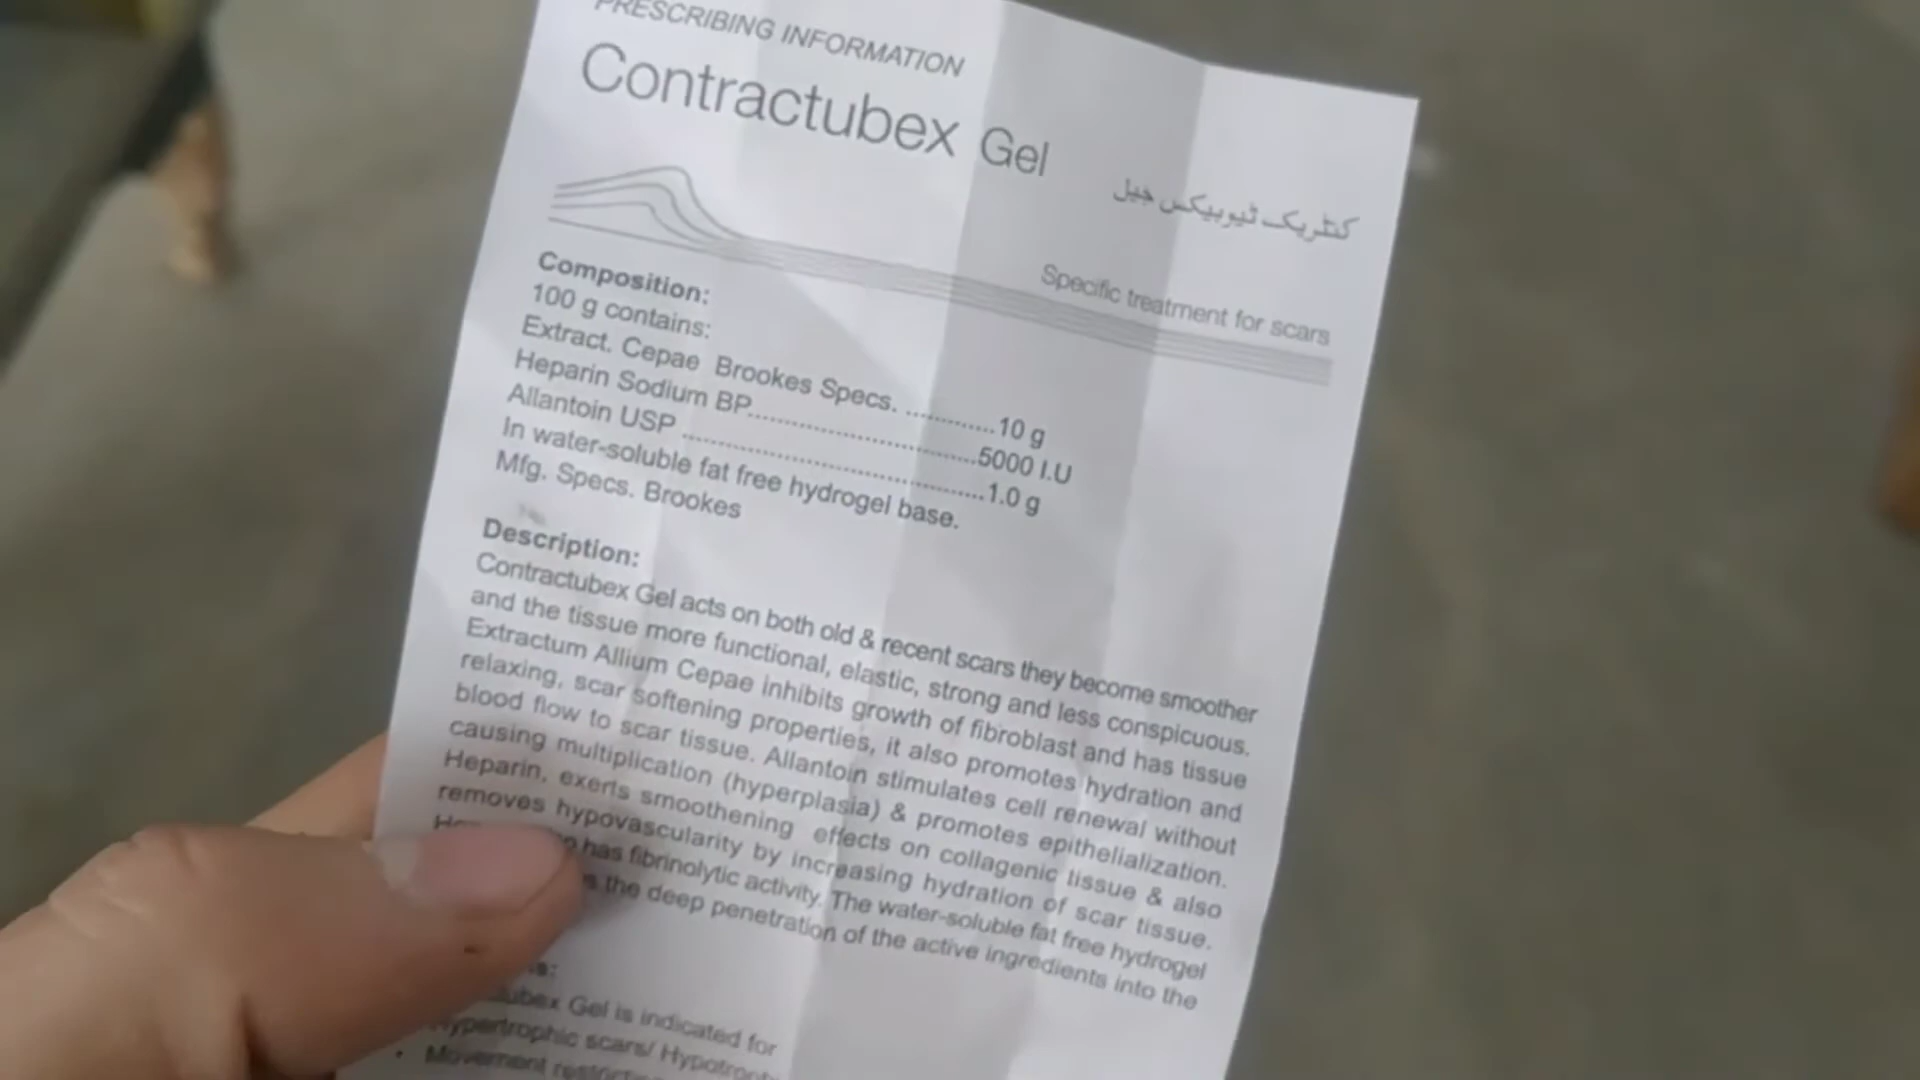 PRESCRIBING INFORMATION
Contractubex Gel
کنٹریکٹیوبیکس جیل
Specific treatment for scars
Composition:
100 g contains:
Extract. Cepae Brookes Specs. ............10 g
Heparin Sodium BP..............................5000 I.U
Allantoin USP ........................................1.0 g
In water-soluble fat free hydrogel base.
Mfg. Specs. Brookes
Description:
Contractubex Gel acts on both old & recent scars they become smoother
and the tissue more functional, elastic, strong and less conspicuous.
Extractum Allium Cepae inhibits growth of fibroblast and has tissue
relaxing, scar softening properties, it also promotes hydration and
blood flow to scar tissue. Allantoin stimulates cell renewal without
causing multiplication (hyperplasia) & promotes epithelialization.
Heparin, exerts smoothening effects on collagenic tissue & also
removes hypovascularity by increasing hydration of scar tissue.
has fibrinolytic activity. The water-soluble fat free hydrogel
the deep penetration of the active ingredients into the
Gel is indicated for
Hypertrophic scars/
• Movement